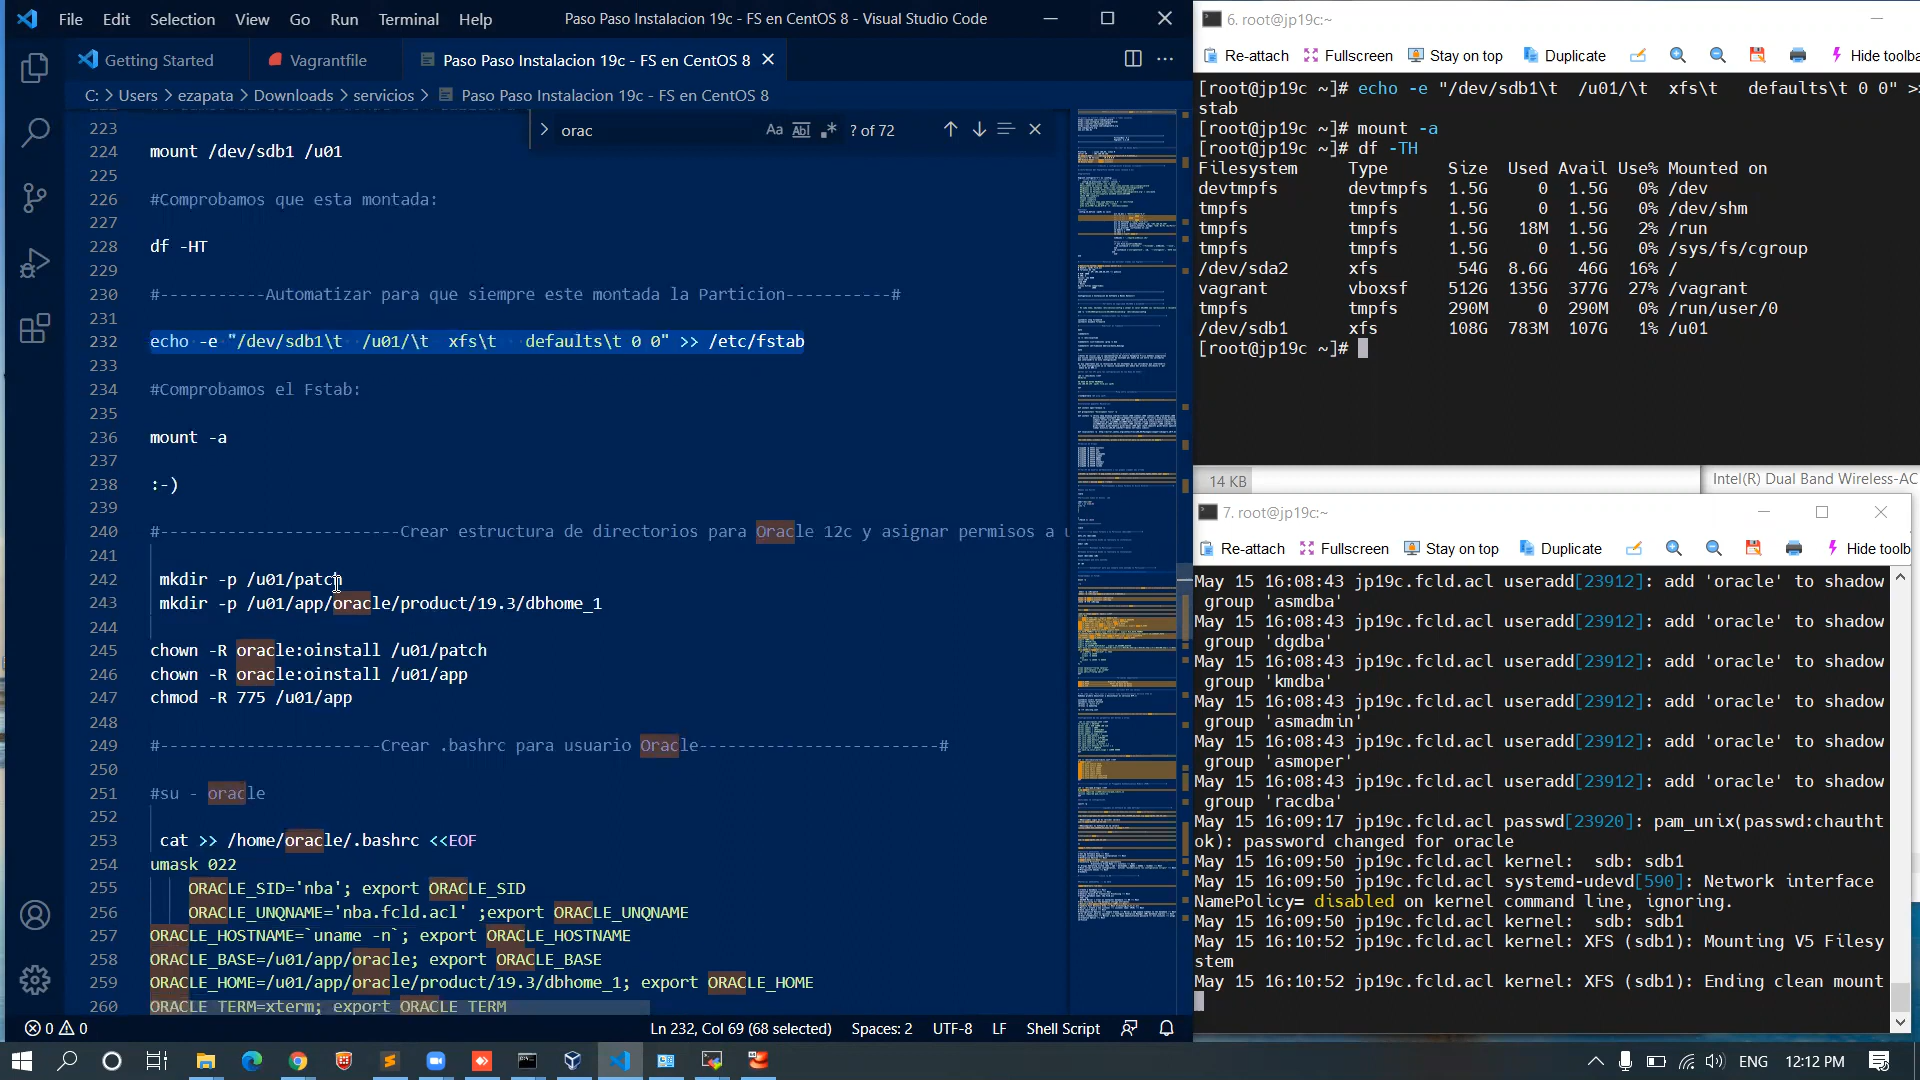 File Edit Selection View Go Run Terminal Help
Paso Paso Instalacion 19c - FS en CentOS 8 - Visual Studio Code
Getting Started
Vagrantfile
Paso Paso Instalacion 19c - FS en CentOS 8
C: > Users > ezapata > Downloads > servicios > Paso Paso Instalacion 19c - FS en CentOS 8
orac
Aa Abl .* ? of 72
223
224 mount /dev/sdb1 /u01
225
226 #Comprobamos que esta montada:
227
228 df -HT
229
230 #-----------Automatizar para que siempre este montada la Particion-----------#
231
232 echo -e "/dev/sdb1\t  /u01/\t  xfs\t   defaults\t 0 0" >> /etc/fstab
233
234 #Comprobamos el Fstab:
235
236 mount -a
237
238 :-)
239
240 #-------------------------Crear estructura de directorios para Oracle 12c y asignar permisos a u
241
242 mkdir -p /u01/patch
243 mkdir -p /u01/app/oracle/product/19.3/dbhome_1
244
245 chown -R oracle:oinstall /u01/patch
246 chown -R oracle:oinstall /u01/app
247 chmod -R 775 /u01/app
248
249 #-----------------------Crear .bashrc para usuario Oracle-------------------------#
250
251 #su - oracle
252
253 cat >> /home/oracle/.bashrc <<EOF
254 umask 022
255 ORACLE_SID='nba'; export ORACLE_SID
256 ORACLE_UNQNAME='nba.fcld.acl' ;export ORACLE_UNQNAME
257 ORACLE_HOSTNAME=`uname -n`; export ORACLE_HOSTNAME
258 ORACLE_BASE=/u01/app/oracle; export ORACLE_BASE
259 ORACLE_HOME=/u01/app/oracle/product/19.3/dbhome_1; export ORACLE_HOME
260 ORACLE_TERM=xterm; export ORACLE_TERM
0 0
Ln 232, Col 69 (68 selected) Spaces: 2 UTF-8 LF Shell Script
6. root@jp19c:~
Re-attach Fullscreen Stay on top Duplicate Hide toolba
[root@jp19c ~]# echo -e "/dev/sdb1\t  /u01/\t  xfs\t   defaults\t 0 0" >>
stab
[root@jp19c ~]# mount -a
[root@jp19c ~]# df -TH
Filesystem Type Size Used Avail Use% Mounted on
devtmpfs devtmpfs 1.5G 0 1.5G 0% /dev
tmpfs tmpfs 1.5G 0 1.5G 0% /dev/shm
tmpfs tmpfs 1.5G 18M 1.5G 2% /run
tmpfs tmpfs 1.5G 0 1.5G 0% /sys/fs/cgroup
/dev/sda2 xfs 54G 8.6G 46G 16% /
vagrant vboxsf 512G 135G 377G 27% /vagrant
tmpfs tmpfs 290M 0 290M 0% /run/user/0
/dev/sdb1 xfs 108G 783M 107G 1% /u01
[root@jp19c ~]#
14 KB
Intel(R) Dual Band Wireless-AC
7. root@jp19c:~
Re-attach Fullscreen Stay on top Duplicate Hide toolb
May 15 16:08:43 jp19c.fcld.acl useradd[23912]: add 'oracle' to shadow
group 'asmdba'
May 15 16:08:43 jp19c.fcld.acl useradd[23912]: add 'oracle' to shadow
group 'dgdba'
May 15 16:08:43 jp19c.fcld.acl useradd[23912]: add 'oracle' to shadow
group 'kmdba'
May 15 16:08:43 jp19c.fcld.acl useradd[23912]: add 'oracle' to shadow
group 'asmadmin'
May 15 16:08:43 jp19c.fcld.acl useradd[23912]: add 'oracle' to shadow
group 'asmoper'
May 15 16:08:43 jp19c.fcld.acl useradd[23912]: add 'oracle' to shadow
group 'racdba'
May 15 16:09:17 jp19c.fcld.acl passwd[23920]: pam_unix(passwd:chautht
ok): password changed for oracle
May 15 16:09:50 jp19c.fcld.acl kernel:  sdb: sdb1
May 15 16:09:50 jp19c.fcld.acl systemd-udevd[590]: Network interface
NamePolicy= disabled on kernel command line, ignoring.
May 15 16:09:50 jp19c.fcld.acl kernel:  sdb: sdb1
May 15 16:10:52 jp19c.fcld.acl kernel: XFS (sdb1): Mounting V5 Filesy
stem
May 15 16:10:52 jp19c.fcld.acl kernel: XFS (sdb1): Ending clean mount
ENG 12:12 PM